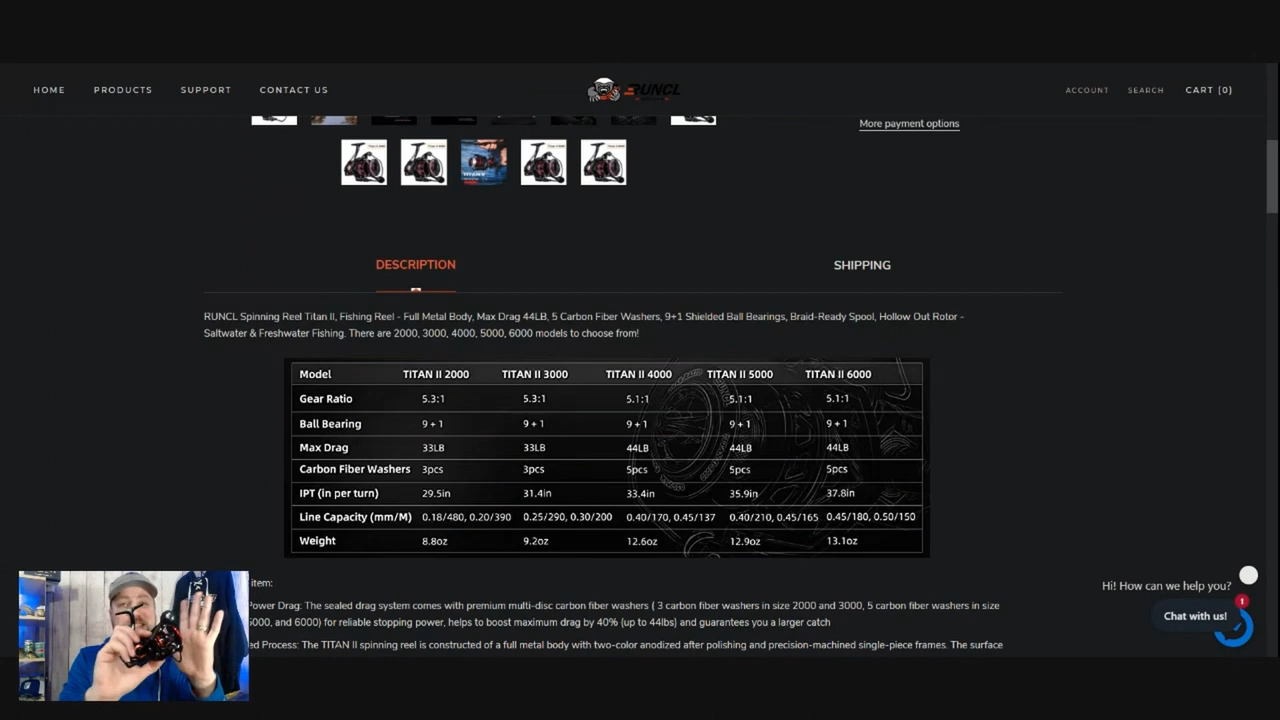 HOME PRODUCTS SUPPORT CONTACT US RUNCL ACCOUNT SEARCH CART (0)
More payment options
DESCRIPTION SHIPPING
RUNCL Spinning Reel Titan II, Fishing Reel - Full Metal Body, Max Drag 44LB, 5 Carbon Fiber Washers, 9+1 Shielded Ball Bearings, Braid-Ready Spool, Hollow Out Rotor -
Saltwater & Freshwater Fishing. There are 2000, 3000, 4000, 5000, 6000 models to choose from!
Model TITAN II 2000 TITAN II 3000 TITAN II 4000 TITAN II 5000 TITAN II 6000
Gear Ratio 5.3:1 5.3:1 5.1:1 5.1:1 5.1:1
Ball Bearing 9 + 1 9 + 1 9 + 1 9 + 1 9 + 1
Max Drag 33LB 33LB 44LB 44LB 44LB
Carbon Fiber Washers 3pcs 3pcs 5pcs 5pcs 5pcs
IPT (in per turn) 29.5in 31.4in 33.4in 35.9in 37.8in
Line Capacity (mm/M) 0.18/480, 0.20/390 0.25/290, 0.30/200 0.40/170, 0.45/137 0.40/210, 0.45/165 0.45/180, 0.50/150
Weight 8.8oz 9.2oz 12.6oz 12.9oz 13.1oz
item:
Power Drag: The sealed drag system comes with premium multi-disc carbon fiber washers ( 3 carbon fiber washers in size 2000 and 3000, 5 carbon fiber washers in size
and 6000) for reliable stopping power, helps to boost maximum drag by 40% (up to 44lbs) and guarantees you a larger catch
Process: The TITAN II spinning reel is constructed of a full metal body with two-color anodized after polishing and precision-machined single-piece frames. The surface
Hi! How can we help you?
1
Chat with us!